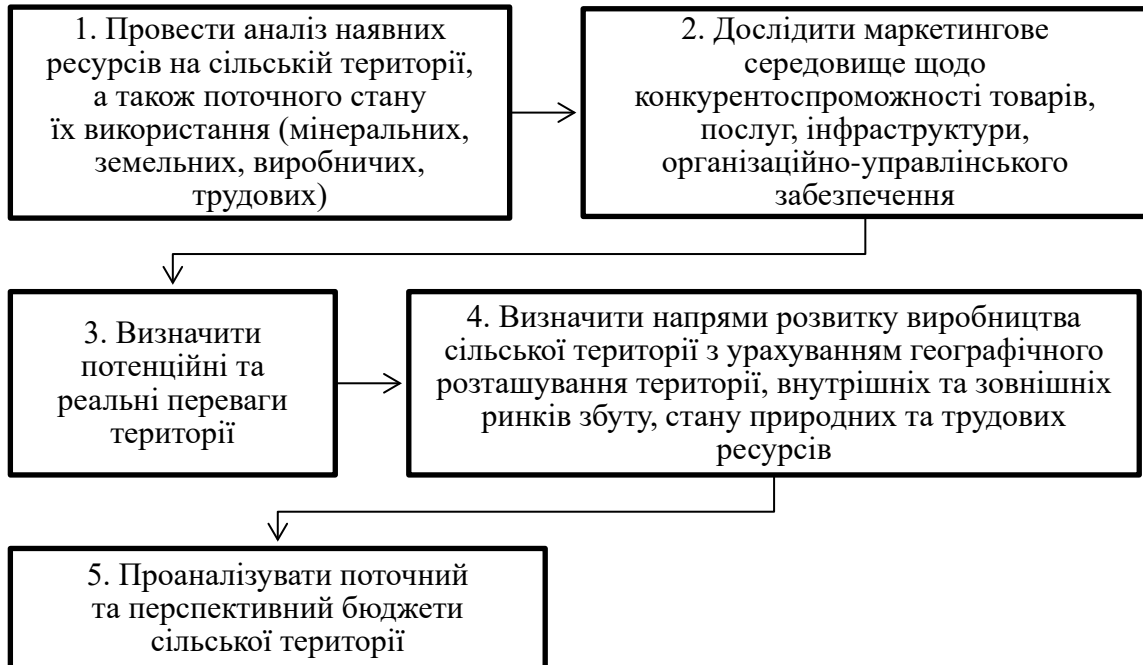 1. Провести аналіз наявних
ресурсів на сільській території,
а також поточного стану
їх використання (мінеральних,
земельних, виробничих,
трудових)
2. Дослідити маркетингове
середовище щодо
конкурентоспроможності товарів,
послуг, інфраструктури,
організаційно-управлінського
забезпечення
3. Визначити
потенційні та
реальні переваги
території
4. Визначити напрями розвитку виробництва
сільської території з урахуванням географічного
розташування території, внутрішніх та зовнішніх
ринків збуту, стану природних та трудових
ресурсів
5. Проаналізувати поточний
та перспективний бюджети
сільської території